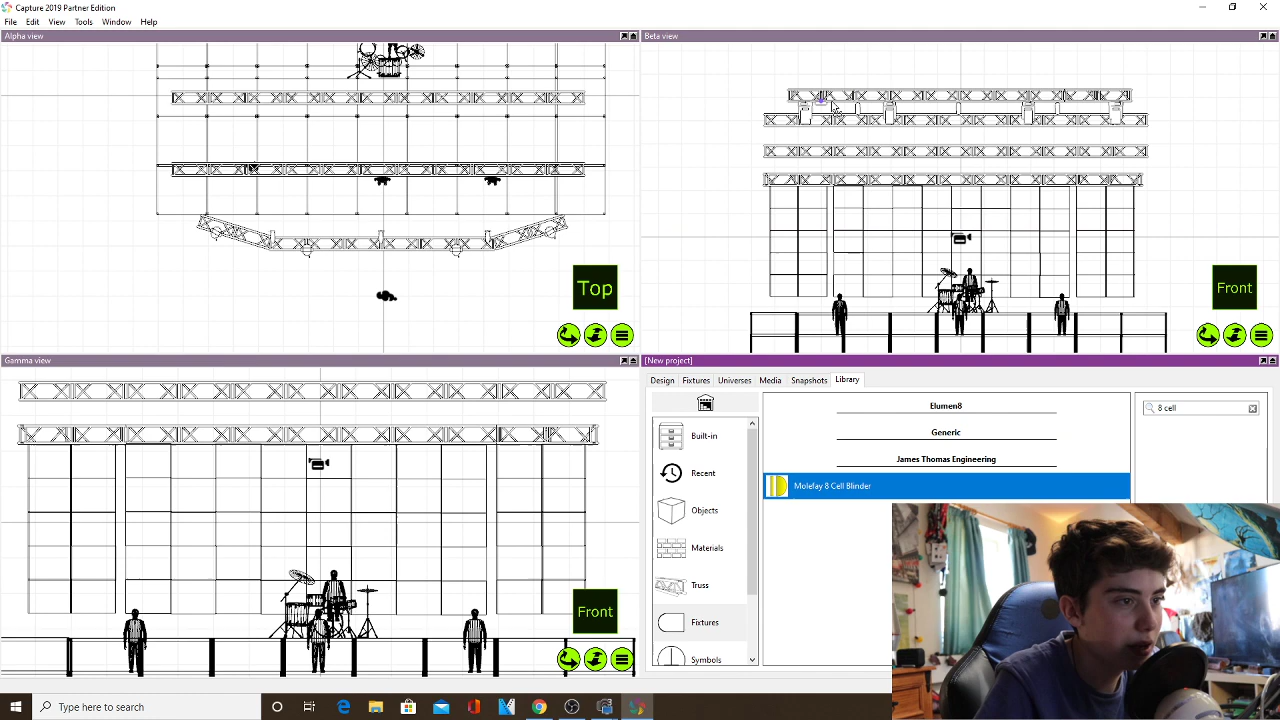 Capture 2019 Partner Edition
File Edit View Tools Window Help
Alpha view
Top
Beta view
Front
Gamma view
Front
[New project]
Design Fixtures Universes Media Snapshots Library
Built-in
Recent
Objects
Materials
Truss
Fixtures
Symbols
Elumen8
Generic
James Thomas Engineering
Molefay 8 Cell Blinder
8 cell
Type here to search